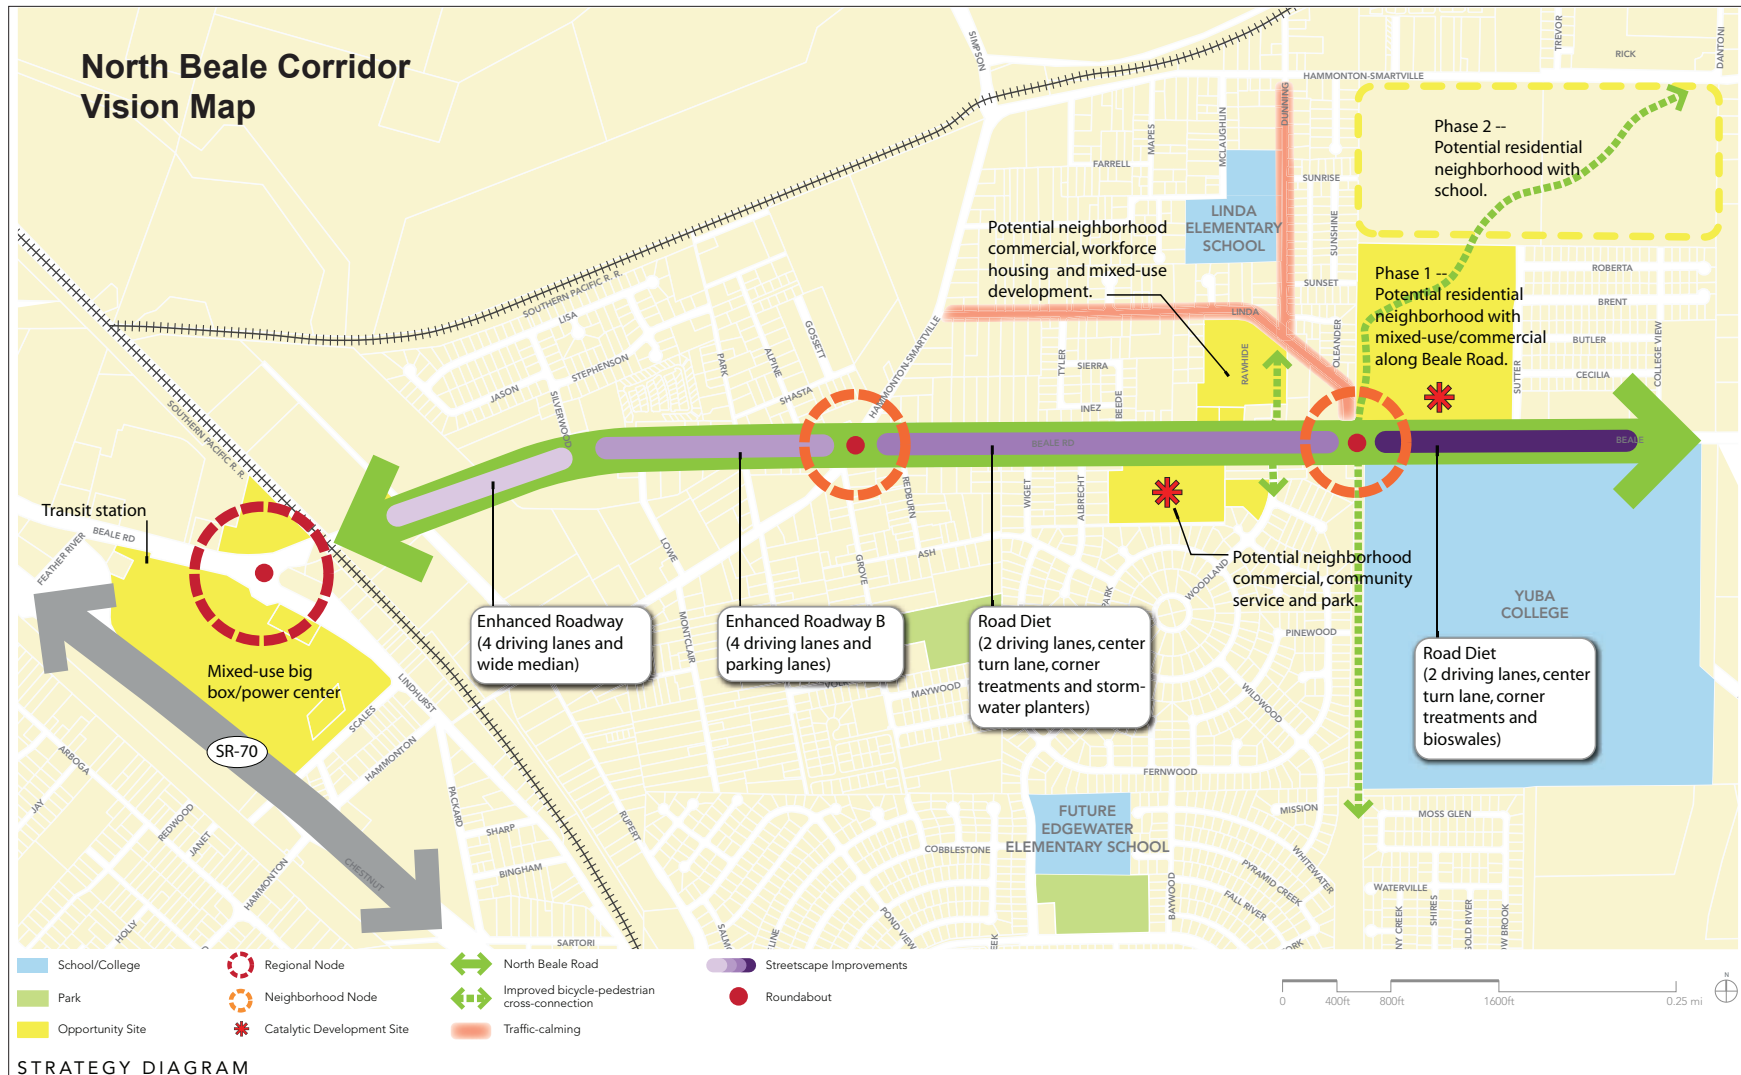 North Beale Corridor
Vision Map
SIMPSON
TREVOR
RICK
DANTONI
HAMMONTON-SMARTVILLE
DUNNING
MAPES
MCLAUGHLIN
FARRELL
SUNRISE
SUNSHINE
Phase 2 --
Potential residential
neighborhood with
school.
LINDA
ELEMENTARY
SCHOOL
Potential neighborhood
commercial, workforce
housing and mixed-use
development.
SUNSET
LINDA
OLEANDER
RAWHIDE
Phase 1 --
Potential residential
neighborhood with
mixed-use/commercial
along Beale Road.
ROBERTA
BRENT
BUTLER
CECILIA
SUTTER
COLLEGE VIEW
SOUTHERN PACIFIC R. R.
LISA
STEPHENSON
JASON
SILVERWOOD
PARK
ALPINE
GOSSETT
SHASTA
HAMMONTON-SMARTVILLE
TYLER
SIERRA
INEZ
BEEDE
SOUTHERN PACIFIC R. R.
BEALE RD
BEALE
Transit station
BEALE RD
FEATHER RIVER
REDBURN
WIGET
ALBRECHT
LOWE
ASH
GROVE
PARK
WOODLAND
Potential neighborhood
commercial, community
service and park.
YUBA
COLLEGE
Enhanced Roadway
(4 driving lanes and
wide median)
Enhanced Roadway B
(4 driving lanes and
parking lanes)
Road Diet
(2 driving lanes, center
turn lane, corner
treatments and storm-
water planters)
Road Diet
(2 driving lanes, center
turn lane, corner
treatments and
bioswales)
MONTCLAIR
PINEWOOD
Mixed-use big
box/power center
LINDHURST
SCALES
HAMMONTON
MAYWOOD
WILDWOOD
SR-70
ARBOGA
JAY
REDWOOD
JANET
HAMMONTON
CHESTNUT
HOLLY
PACKARD
SHARP
BINGHAM
RUPERT
SARTORI
FERNWOOD
FUTURE
EDGEWATER
ELEMENTARY SCHOOL
COBBLESTONE
MISSION
WHITEWATER
PYRAMID CREEK
FALL RIVER
BAYWOOD
POND VIEW
MOSS GLEN
WATERVILLE
SHIRES
School/College
Park
Opportunity Site
Regional Node
Neighborhood Node
Catalytic Development Site
North Beale Road
Improved bicycle-pedestrian
cross-connection
Traffic-calming
Streetscape Improvements
Roundabout
0 400ft 800ft 1600ft 0.25 mi
N
STRATEGY DIAGRAM